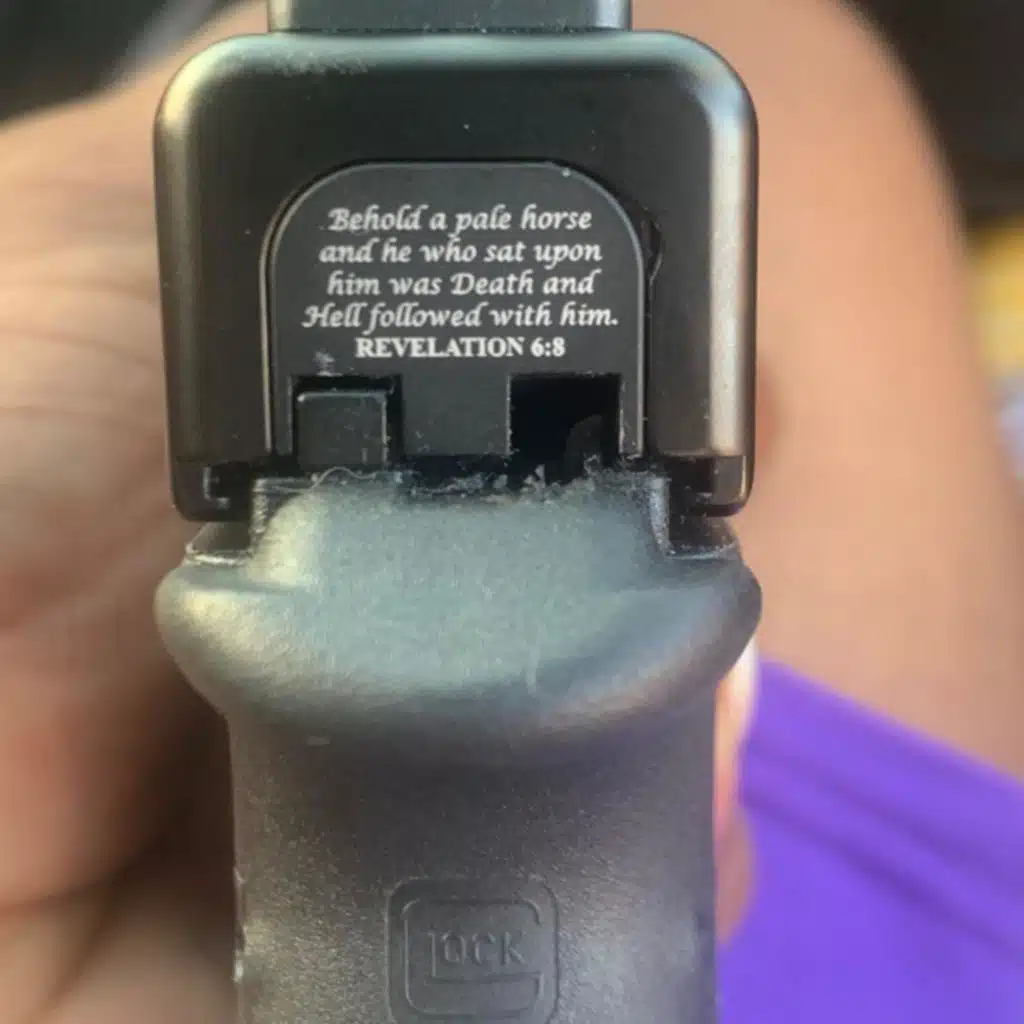 Behold a pale horse
and he who sat upon
him was Death and
Hell followed with him.
REVELATION 6:8
GLOCK